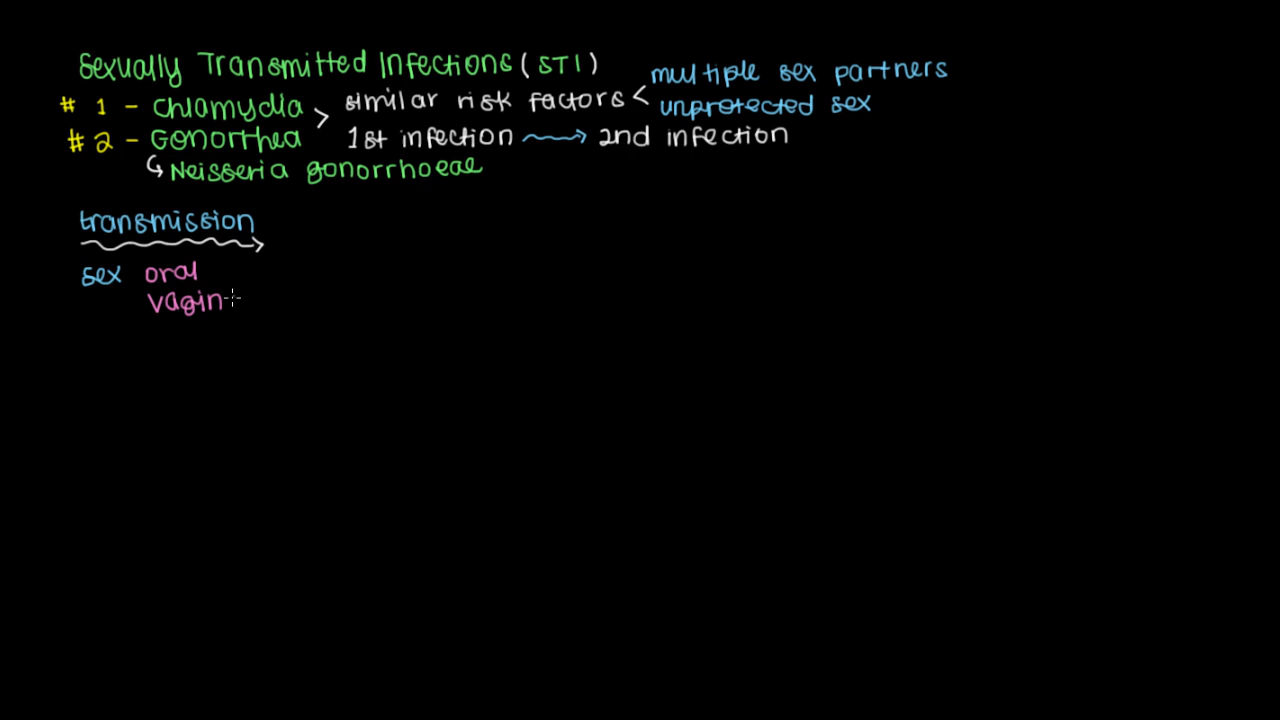 Sexually Transmitted Infections (STI)
# 1 - Chlamydia > similar risk factors < multiple sex partners
unprotected sex
# 2 - Gonorrhea 1st infection → 2nd infection
↳ Neisseria gonorrhoeae
transmission
sex oral
vagin